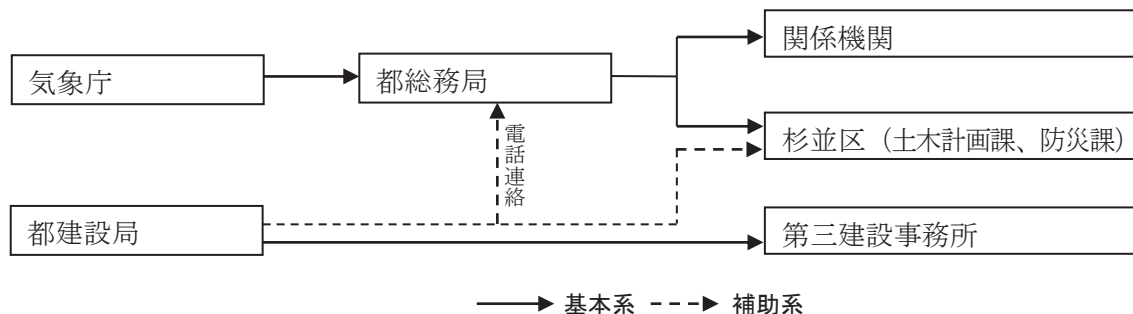 関係機関
気象庁
都総務局
杉並区（土木計画課、防災課）
電話連絡
都建設局
第三建設事務所
基本系
補助系